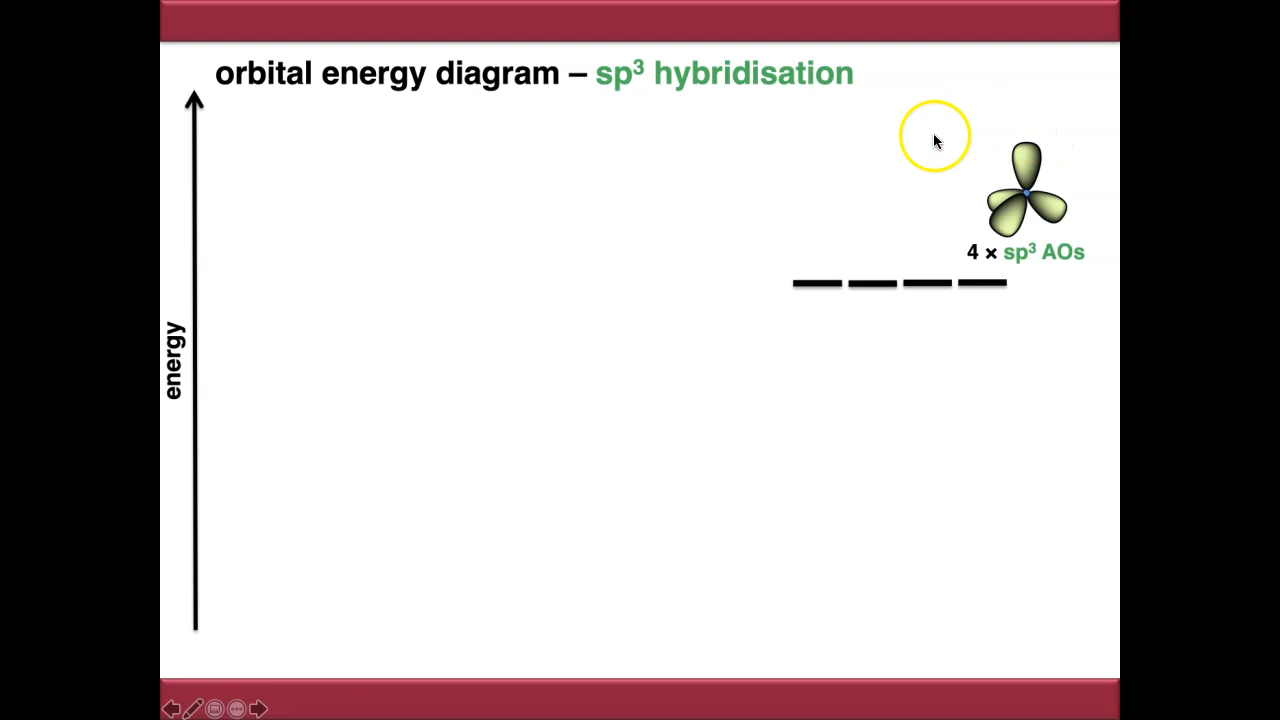 orbital energy diagram – sp³ hybridisation
4 × sp³ AOs
energy